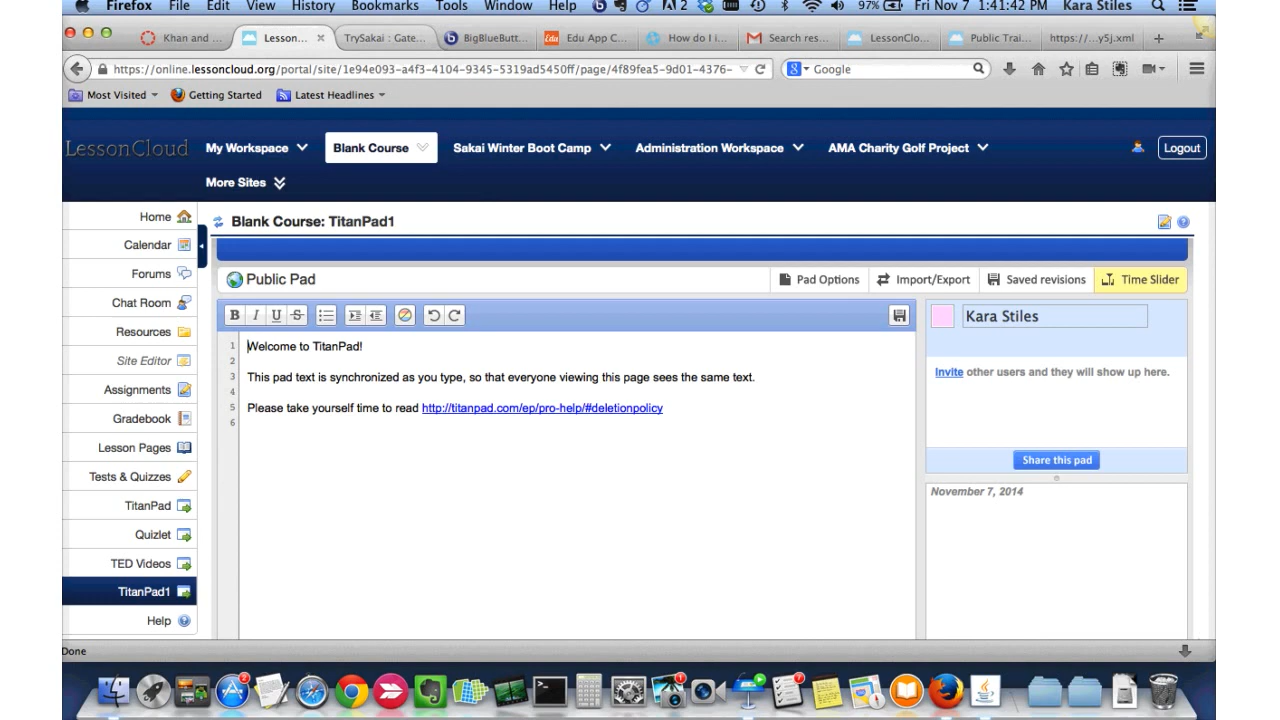 Firefox File Edit View History Bookmarks Tools Window Help 2 97% Fri Nov 7 1:41:42 PM Kara Stiles
Khan and ... Lesson... × TrySakai : Gate... BigBlueButt... Edu App C... How do I i... Search res... LessonClo... Public Trai... https://...y5j.xml +
https://online.lessoncloud.org/portal/site/1e94e093-a4f3-4104-9345-5319ad5450ff/page/4f89fea5-9d01-4376- Google
Most Visited Getting Started Latest Headlines
LessonCloud My Workspace Blank Course Sakai Winter Boot Camp Administration Workspace AMA Charity Golf Project Logout
More Sites
Home
Calendar
Forums
Chat Room
Resources
Site Editor
Assignments
Gradebook
Lesson Pages
Tests & Quizzes
TitanPad
Quizlet
TED Videos
TitanPad1
Help
Blank Course: TitanPad1
Public Pad Pad Options Import/Export Saved revisions Time Slider
B I U S
1 Welcome to TitanPad!
2
3 This pad text is synchronized as you type, so that everyone viewing this page sees the same text.
4
5 Please take yourself time to read http://titanpad.com/ep/pro-help/#deletionpolicy
6
Kara Stiles
Invite other users and they will show up here.
Share this pad
November 7, 2014
Done